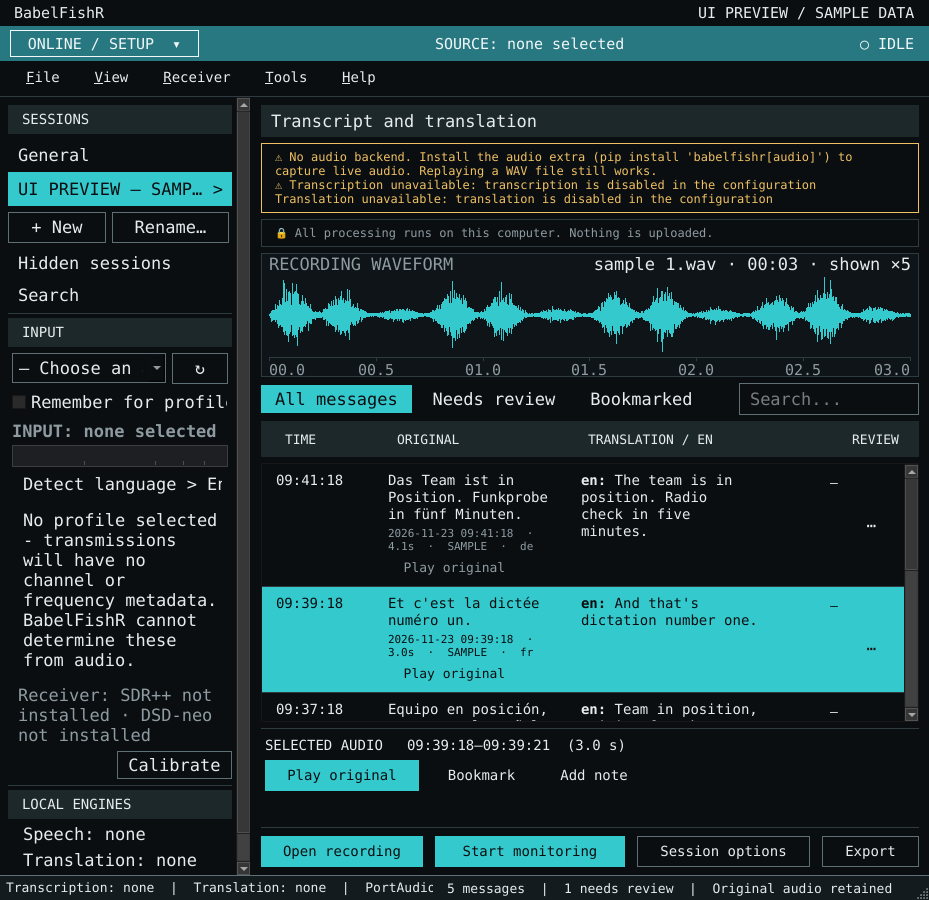 BabelFishR
UI PREVIEW / SAMPLE DATA
ONLINE / SETUP ▾
SOURCE: none selected
○ IDLE
File View Receiver Tools Help
SESSIONS
General
UI PREVIEW — SAMP… >
+ New
Rename…
Hidden sessions
Search
INPUT
— Choose an
↻
Remember for profil
INPUT: none selected
Detect language > En
No profile selected
- transmissions
will have no
channel or
frequency metadata.
BabelFishR cannot
determine these
from audio.
Receiver: SDR++ not
installed · DSD-neo
not installed
Calibrate
LOCAL ENGINES
Speech: none
Translation: none
Transcript and translation
⚠ No audio backend. Install the audio extra (pip install 'babelfishr[audio]') to
capture live audio. Replaying a WAV file still works.
⚠ Transcription unavailable: transcription is disabled in the configuration
Translation unavailable: translation is disabled in the configuration
🔒 All processing runs on this computer. Nothing is uploaded.
RECORDING WAVEFORM
sample 1.wav · 00:03 · shown ×5
00.0 00.5 01.0 01.5 02.0 02.5 03.0
All messages
Needs review
Bookmarked
Search...
TIME
ORIGINAL
TRANSLATION / EN
REVIEW
09:41:18
Das Team ist in
Position. Funkprobe
in fünf Minuten.
2026-11-23 09:41:18 ·
4.1s · SAMPLE · de
Play original
en: The team is in
position. Radio
check in five
minutes.
—
…
09:39:18
Et c'est la dictée
numéro un.
2026-11-23 09:39:18 ·
3.0s · SAMPLE · fr
Play original
en: And that's
dictation number one.
—
…
09:37:18
Equipo en posición,
en: Team in position,
—
SELECTED AUDIO 09:39:18—09:39:21 (3.0 s)
Play original
Bookmark
Add note
Open recording
Start monitoring
Session options
Export
Transcription: none | Translation: none | PortAudio
5 messages | 1 needs review | Original audio retained